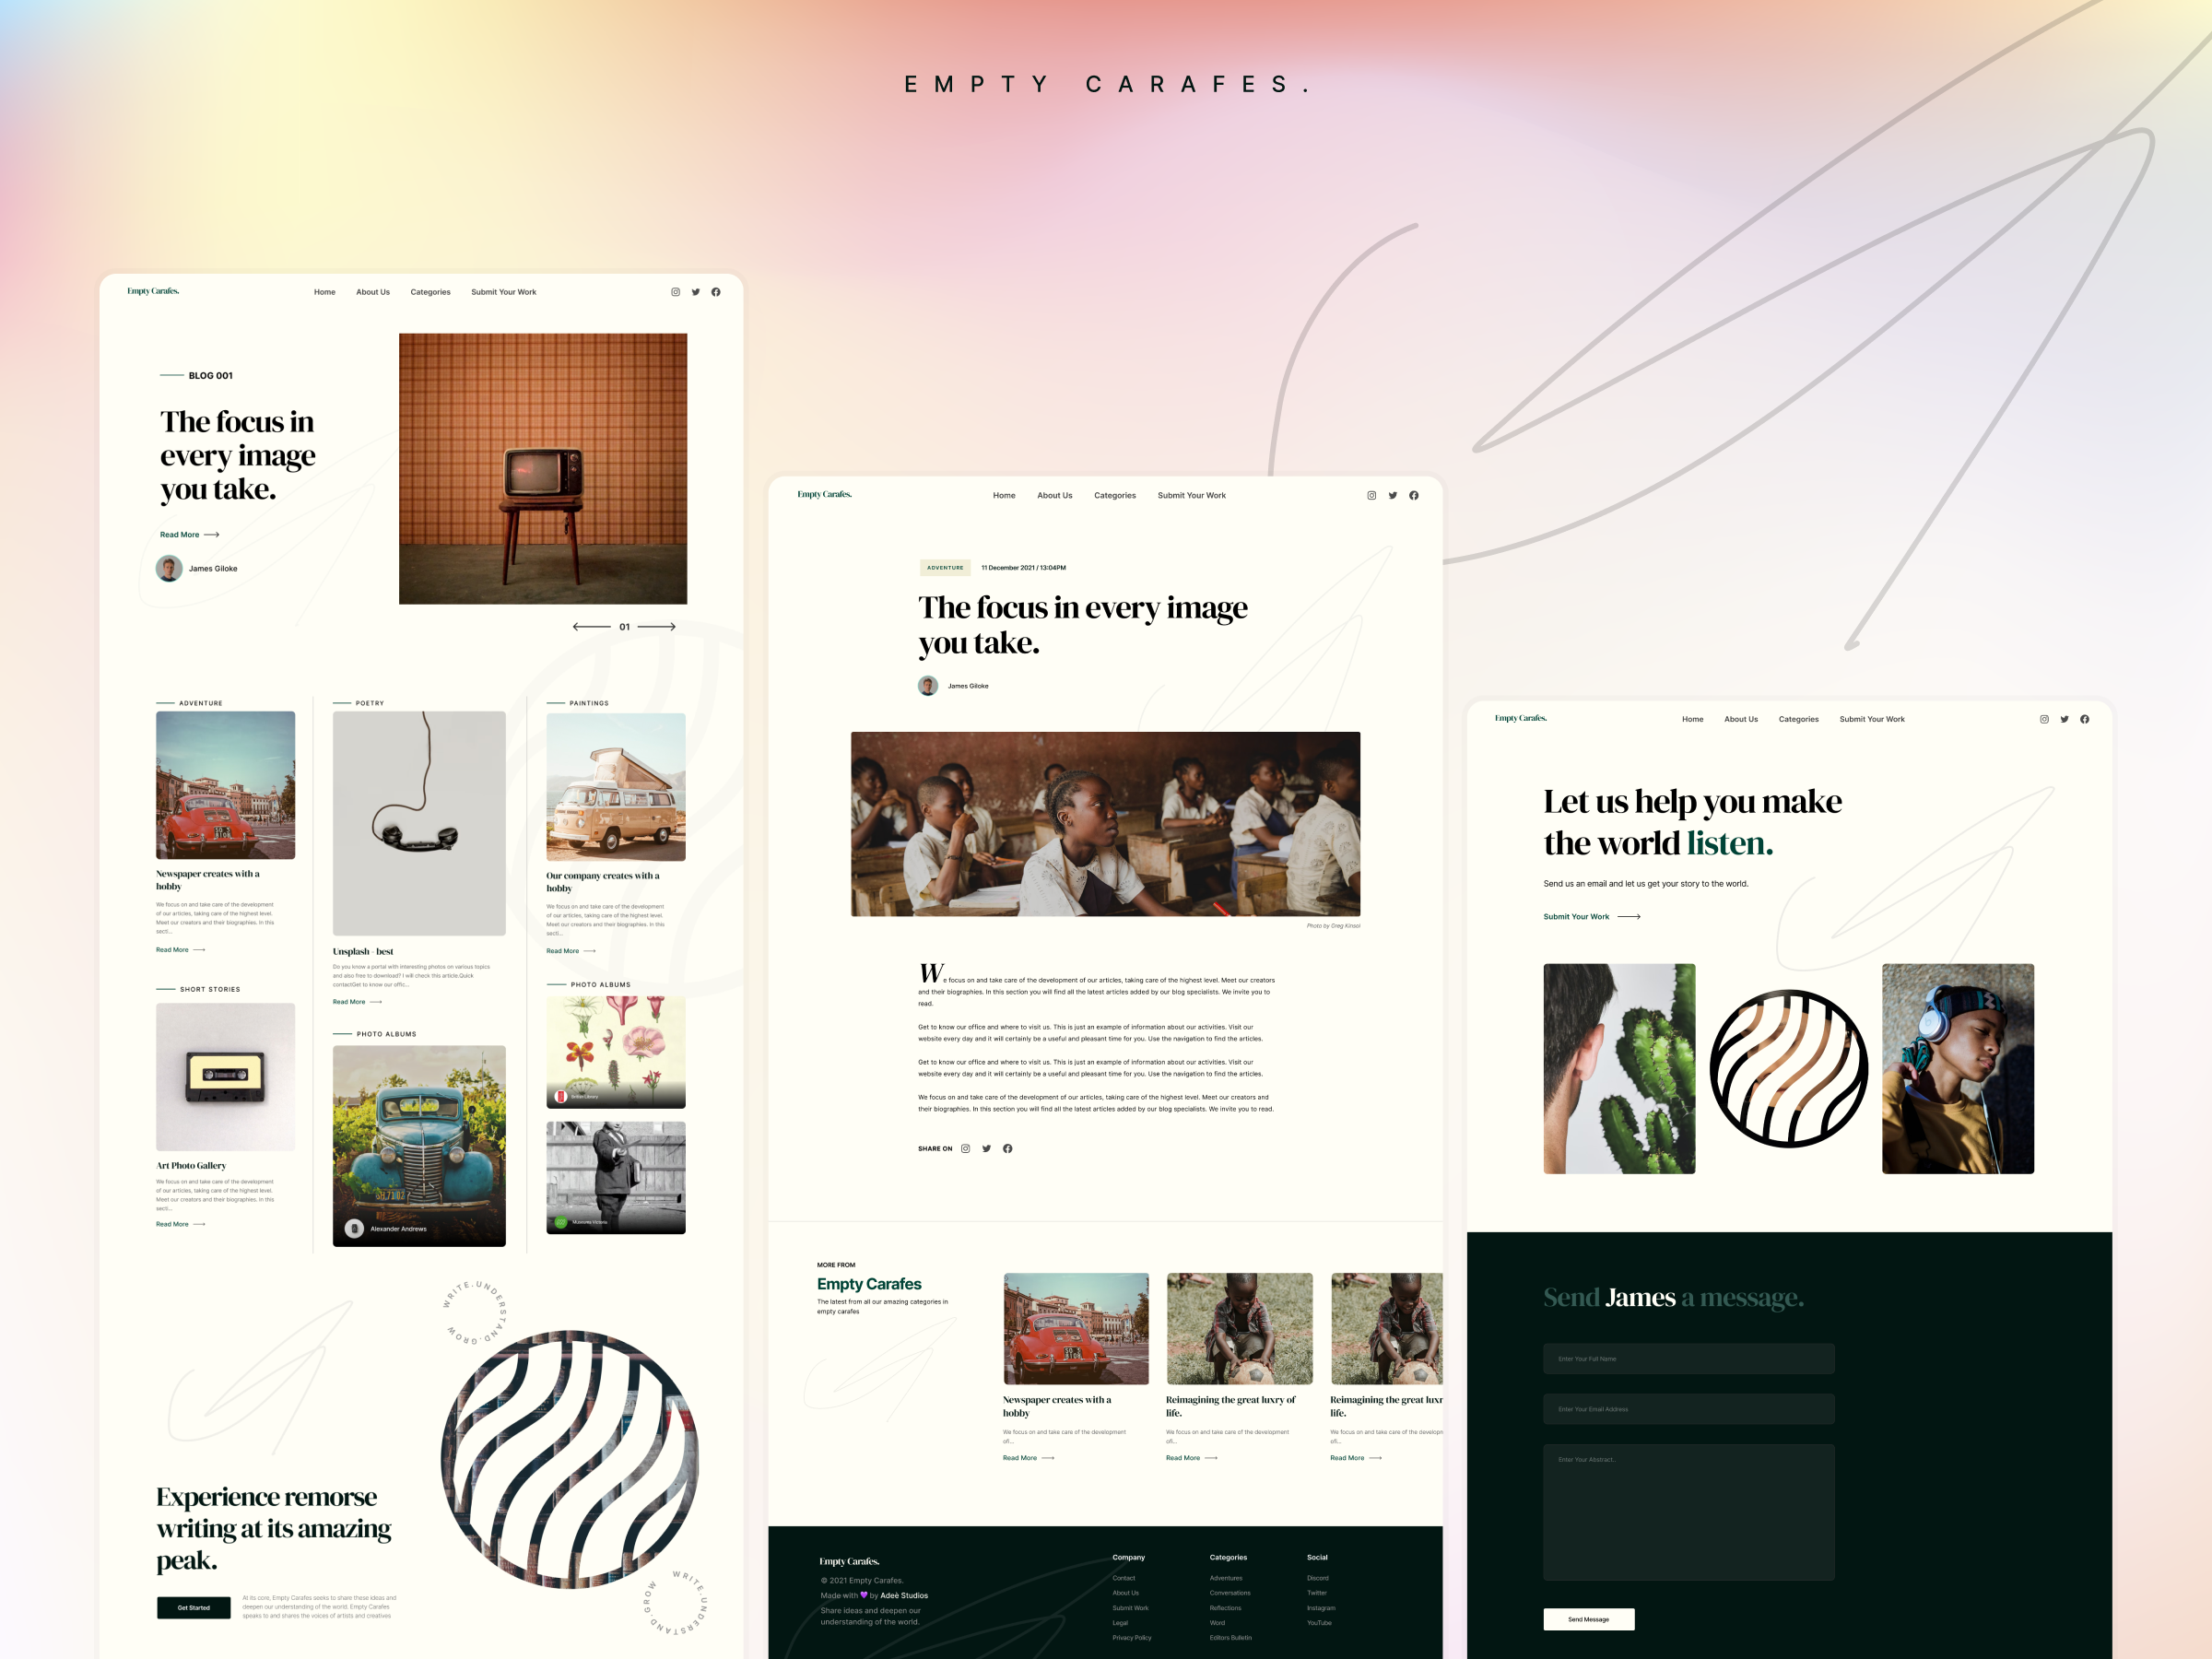 EMPTY CARAFES.
Empty Carafes.
Home About Us Categories Submit Your Work
BLOG 001
The focus in
every image
you take.
Read More
James Giloke
01
ADVENTURE
Newspaper creates with a
hobby
We focus on and take care of the development
of our articles, taking care of the highest level.
Meet our creators and their biographies. In this
secti...
Read More
SHORT STORIES
Art Photo Gallery
We focus on and take care of the development
of our articles, taking care of the highest level.
Meet our creators and their biographies. In this
secti...
Read More
POETRY
Unsplash - best
Do you know a portal with interesting photos on various topics
and also free to download? I will check this article.Quick
contactGet to know our offic...
Read More
PHOTO ALBUMS
Alexander Andrews
PAINTINGS
Our company creates with a
hobby
We focus on and take care of the development
of our articles, taking care of the highest level.
Meet our creators and their biographies. In this
secti...
Read More
PHOTO ALBUMS
British Library
Museums Victoria
WRITE.UNDERSTAND.GROW
Experience remorse
writing at its amazing
peak.
Get Started
At its core, Empty Carafes seeks to share these ideas and
deepen our understanding of the world. Empty Carafes
speaks to and shares the voices of artists and creatives
WRITE.UNDERSTAND.GROW
Empty Carafes.
Home About Us Categories Submit Your Work
ADVENTURE 11 December 2021 / 13:04PM
The focus in every image
you take.
James Giloke
Photo by Greg Kinsei
We focus on and take care of the development of our articles, taking care of the highest level. Meet our creators
and their biographies. In this section you will find all the latest articles added by our blog specialists. We invite you to
read.
Get to know our office and where to visit us. This is just an example of information about our activities. Visit our
website every day and it will certainly be a useful and pleasant time for you. Use the navigation to find the articles.
Get to know our office and where to visit us. This is just an example of information about our activities. Visit our
website every day and it will certainly be a useful and pleasant time for you. Use the navigation to find the articles.
We focus on and take care of the development of our articles, taking care of the highest level. Meet our creators and
their biographies. In this section you will find all the latest articles added by our blog specialists. We invite you to read.
SHARE ON
MORE FROM
Empty Carafes
The latest from all our amazing categories in
empty carafes
Newspaper creates with a
hobby
We focus on and take care of the development
ofi...
Read More
Reimagining the great luxry of
life.
We focus on and take care of the development
ofi...
Read More
Reimagining the great luxr
life.
We focus on and take care of the developm
ofi...
Read More
Empty Carafes.
© 2021 Empty Carafes.
Made with 💜 by Adeè Studios
Share ideas and deepen our
understanding of the world.
Company
Contact
About Us
Submit Work
Legal
Privacy Policy
Categories
Adventures
Conversations
Reflections
Word
Editors Bulletin
Social
Discord
Twitter
Instagram
YouTube
Empty Carafes.
Home About Us Categories Submit Your Work
Let us help you make
the world listen.
Send us an email and let us get your story to the world.
Submit Your Work
Send James a message.
Enter Your Full Name
Enter Your Email Address
Enter Your Abstract...
Send Message